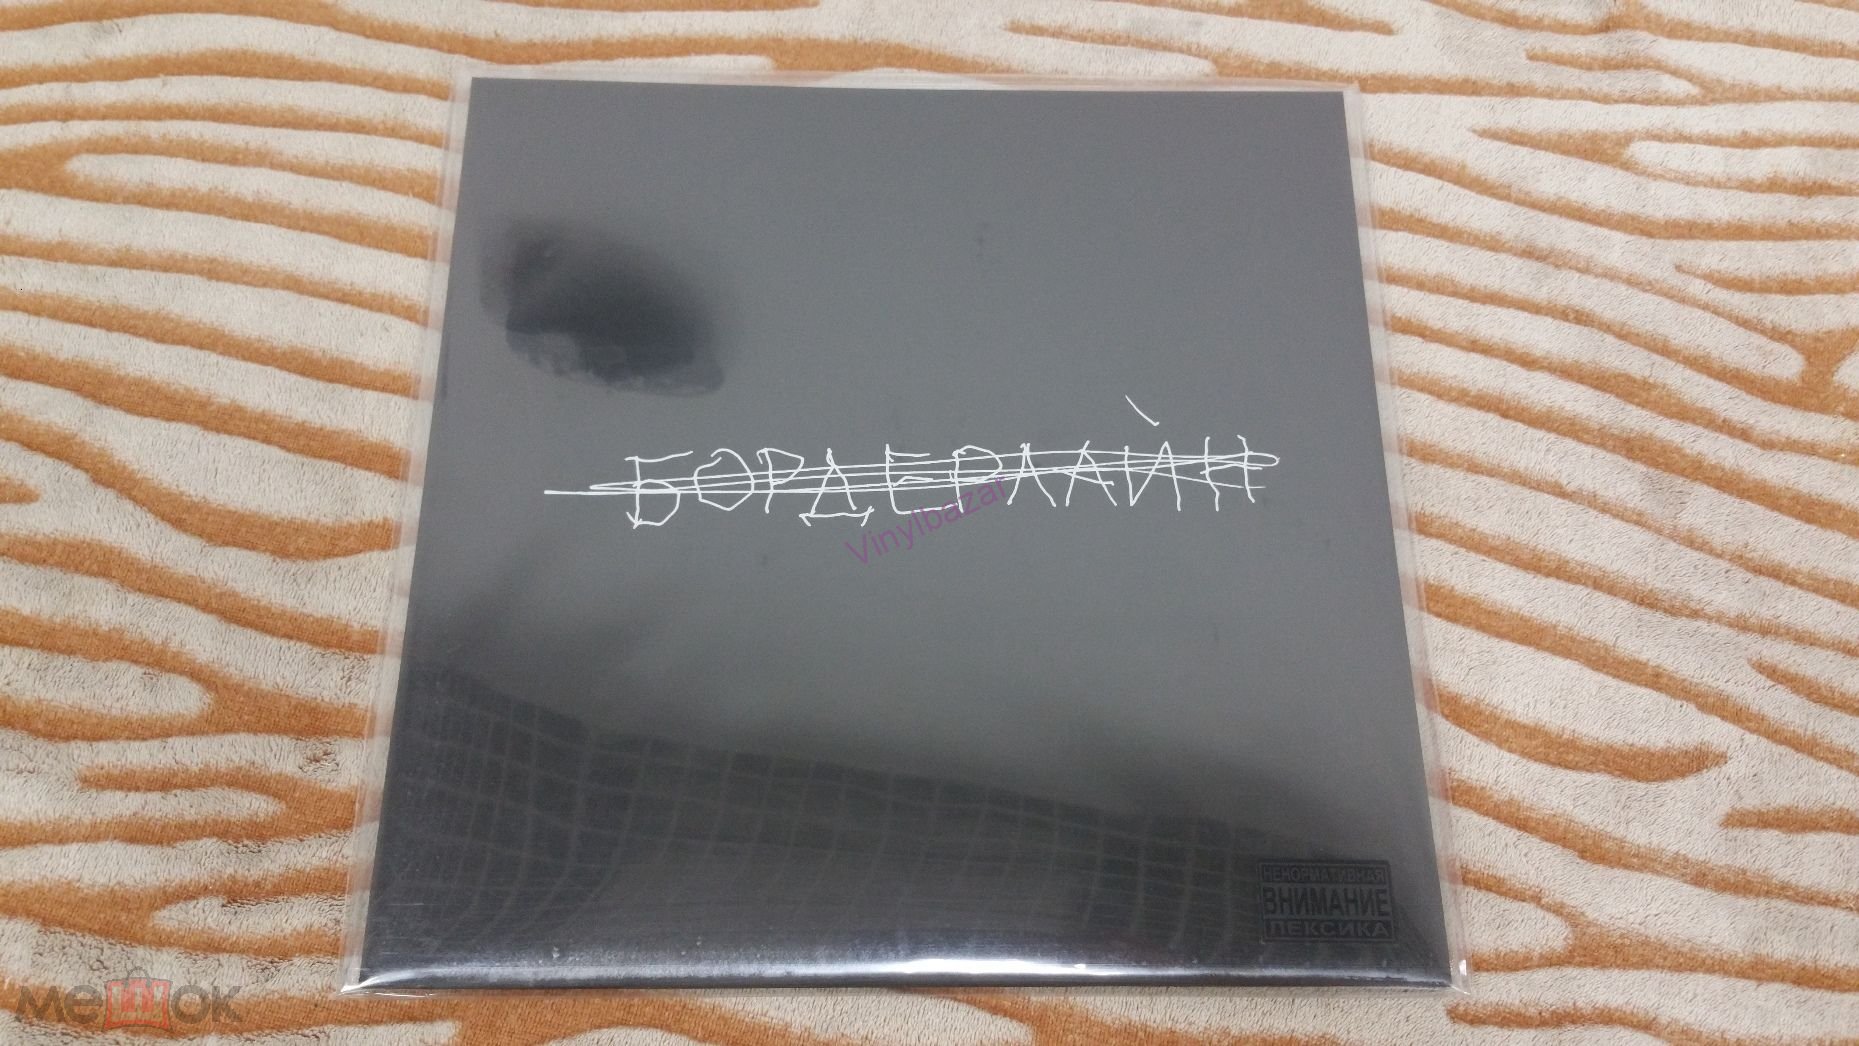 БОРДЕРЛАЙН
Vinylbazar
НЕНОРМАТИВНАЯ
ВНИМАНИЕ
ЛЕКСИКА
мешок